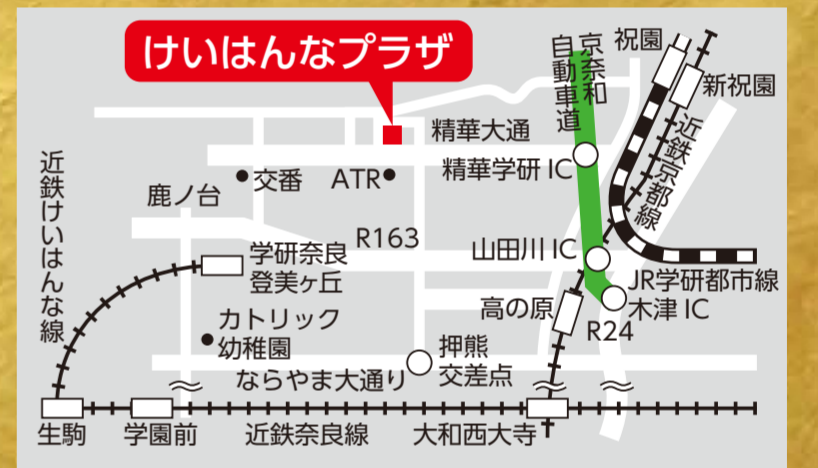 けいはんなプラザ
京奈和
自動車道
祝園
新祝園
近鉄京都線
精華大通
精華学研 IC
交番
ATR
鹿ノ台
近鉄けいはんな線
R163
学研奈良
登美ヶ丘
山田川 IC
JR学研都市線
木津 IC
高の原
R24
カトリック
幼稚園
押熊
交差点
ならやま大通り
生駒
学園前
近鉄奈良線
大和西大寺